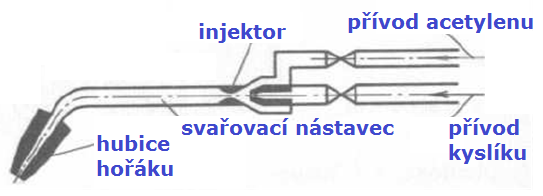 přívod acetylenu
injektor
svařovací nástavec
přívod
kyslíku
hubice
hořáku